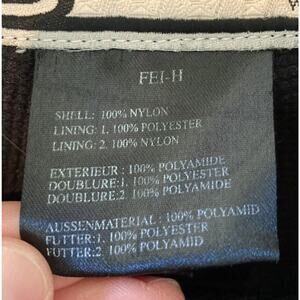 FEI-H
SHELL: 100% NYLON
LINING: 1. 100% POLYESTER
LINING: 2. 100% NYLON
EXTERIEUR : 100% POLYAMIDE
DOUBLURE:1. 100% POLYESTER
DOUBLURE:2. 100% POLYAMIDE
AUSSENMATERIAL : 100% POLYAMID
FUTTER:1. 100% POLYESTER
FUTTER:2. 100% POLYAMID